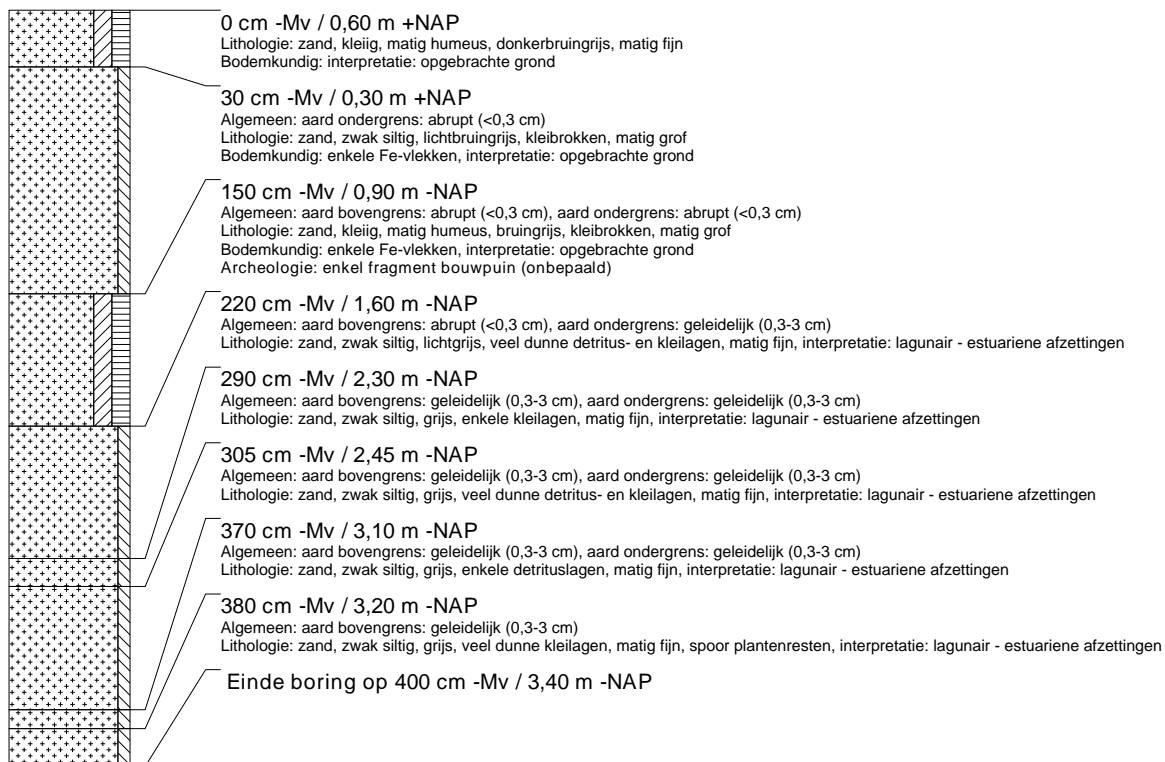 0 cm -Mv / 0,60 m +NAP
Lithologie: zand, kleiig, matig humeus, donkerbruingrijs, matig fijn
Bodemkundig: interpretatie: opgebrachte grond
30 cm -Mv / 0,30 m +NAP
Algemeen: aard ondergrens: abrupt (<0,3 cm)
Lithologie: zand, zwak siltig, lichtbruingrijs, kleibrokken, matig grof
Bodemkundig: enkele Fe-vlekken, interpretatie: opgebrachte grond
150 cm -Mv / 0,90 m -NAP
Algemeen: aard bovengrens: abrupt (<0,3 cm), aard ondergrens: abrupt (<0,3 cm)
Lithologie: zand, kleiig, matig humeus, bruingrijs, kleibrokken, matig grof
Bodemkundig: enkele Fe-vlekken, interpretatie: opgebrachte grond
Archeologie: enkel fragment bouwpuin (onbepaald)
220 cm -Mv / 1,60 m -NAP
Algemeen: aard bovengrens: abrupt (<0,3 cm), aard ondergrens: geleidelijk (0,3-3 cm)
Lithologie: zand, zwak siltig, lichtgrijs, veel dunne detritus- en kleilagen, matig fijn, interpretatie: lagunair - estuariene afzettingen
290 cm -Mv / 2,30 m -NAP
Algemeen: aard bovengrens: geleidelijk (0,3-3 cm), aard ondergrens: geleidelijk (0,3-3 cm)
Lithologie: zand, zwak siltig, grijs, enkele kleilagen, matig fijn, interpretatie: lagunair - estuariene afzettingen
305 cm -Mv / 2,45 m -NAP
Algemeen: aard bovengrens: geleidelijk (0,3-3 cm), aard ondergrens: geleidelijk (0,3-3 cm)
Lithologie: zand, zwak siltig, grijs, veel dunne detritus- en kleilagen, matig fijn, interpretatie: lagunair - estuariene afzettingen
370 cm -Mv / 3,10 m -NAP
Algemeen: aard bovengrens: geleidelijk (0,3-3 cm), aard ondergrens: geleidelijk (0,3-3 cm)
Lithologie: zand, zwak siltig, grijs, enkele detrituslagen, matig fijn, interpretatie: lagunair - estuariene afzettingen
380 cm -Mv / 3,20 m -NAP
Algemeen: aard bovengrens: geleidelijk (0,3-3 cm)
Lithologie: zand, zwak siltig, grijs, veel dunne kleilagen, matig fijn, spoor plantenresten, interpretatie: lagunair - estuariene afzettingen
Einde boring op 400 cm -Mv / 3,40 m -NAP